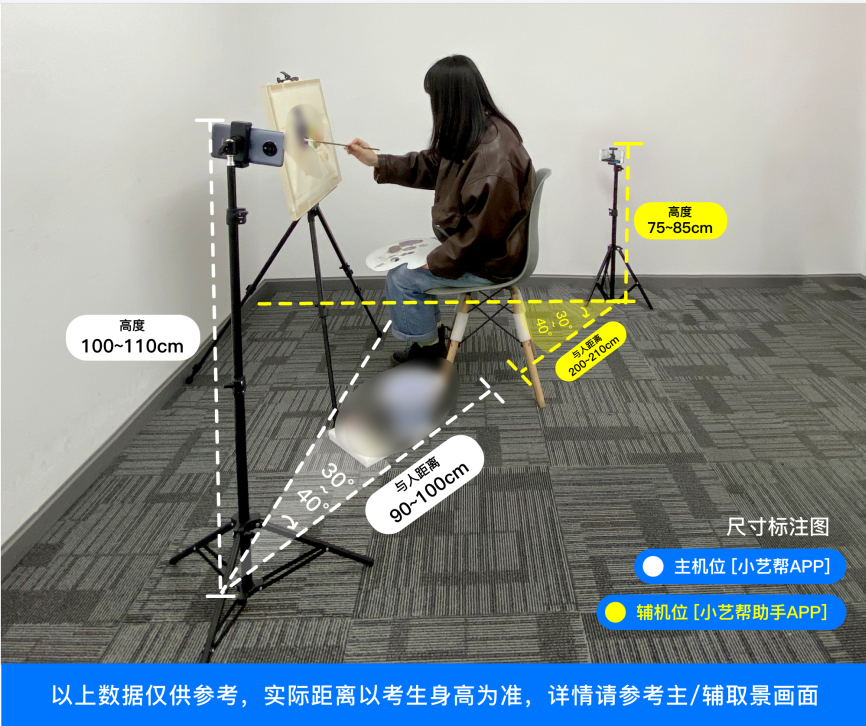 高度
75~85cm
高度
100~110cm
30°
~
40°
与人距离
200~210cm
30°
~
40°
与人距离
90~100cm
尺寸标注图
主机位 [小艺帮APP]
辅机位 [小艺帮助手APP]
以上数据仅供参考，实际距离以考生身高为准，详情请参考主/辅取景画面